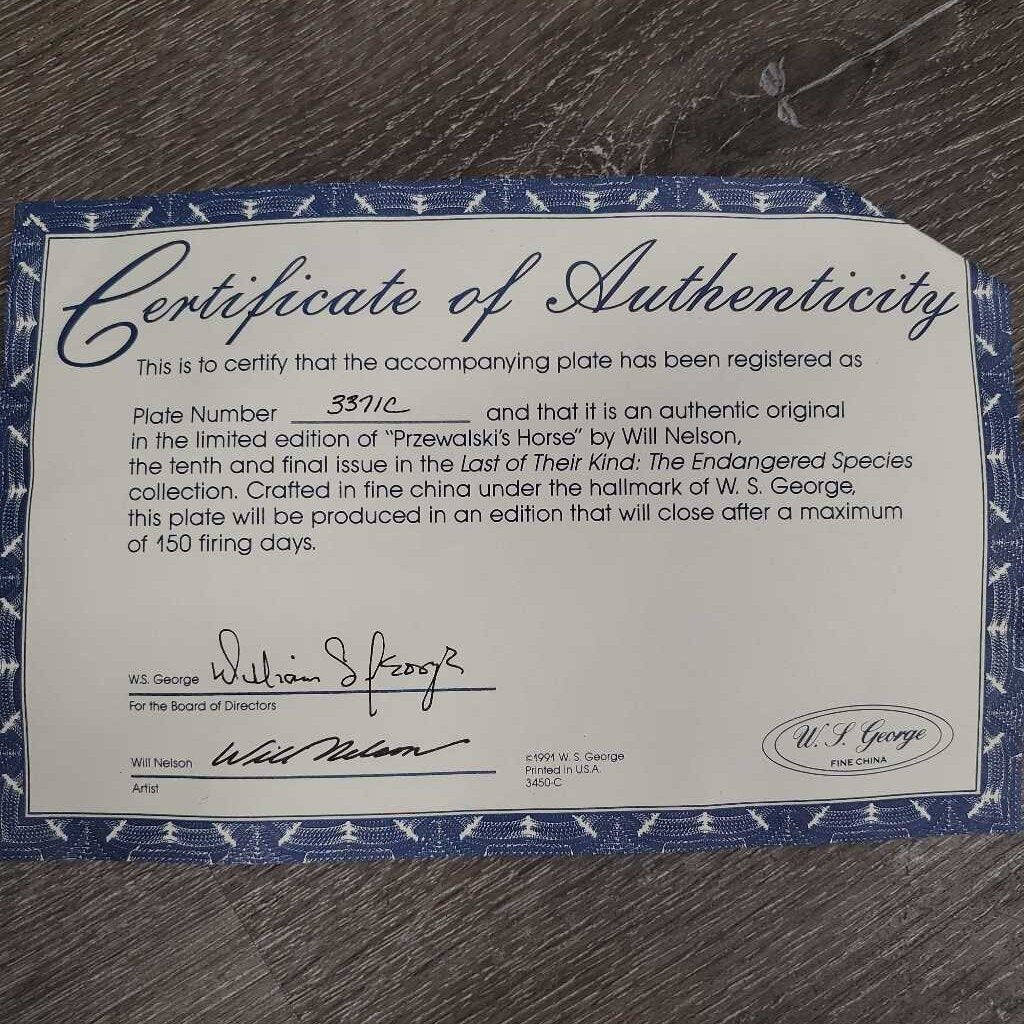 Certificate of Authenticity
This is to certify that the accompanying plate has been registered as
Plate Number 3371C and that it is an authentic original
in the limited edition of "Przewalski's Horse" by Will Nelson,
the tenth and final issue in the Last of Their Kind: The Endangered Species
collection. Crafted in fine china under the hallmark of W. S. George,
this plate will be produced in an edition that will close after a maximum
of 150 firing days.
W.S. George William S George
For the Board of Directors
Will Nelson Will Nelson
Artist
©1991 W. S. George
Printed in U.S.A.
3450-C
W. S. George
FINE CHINA